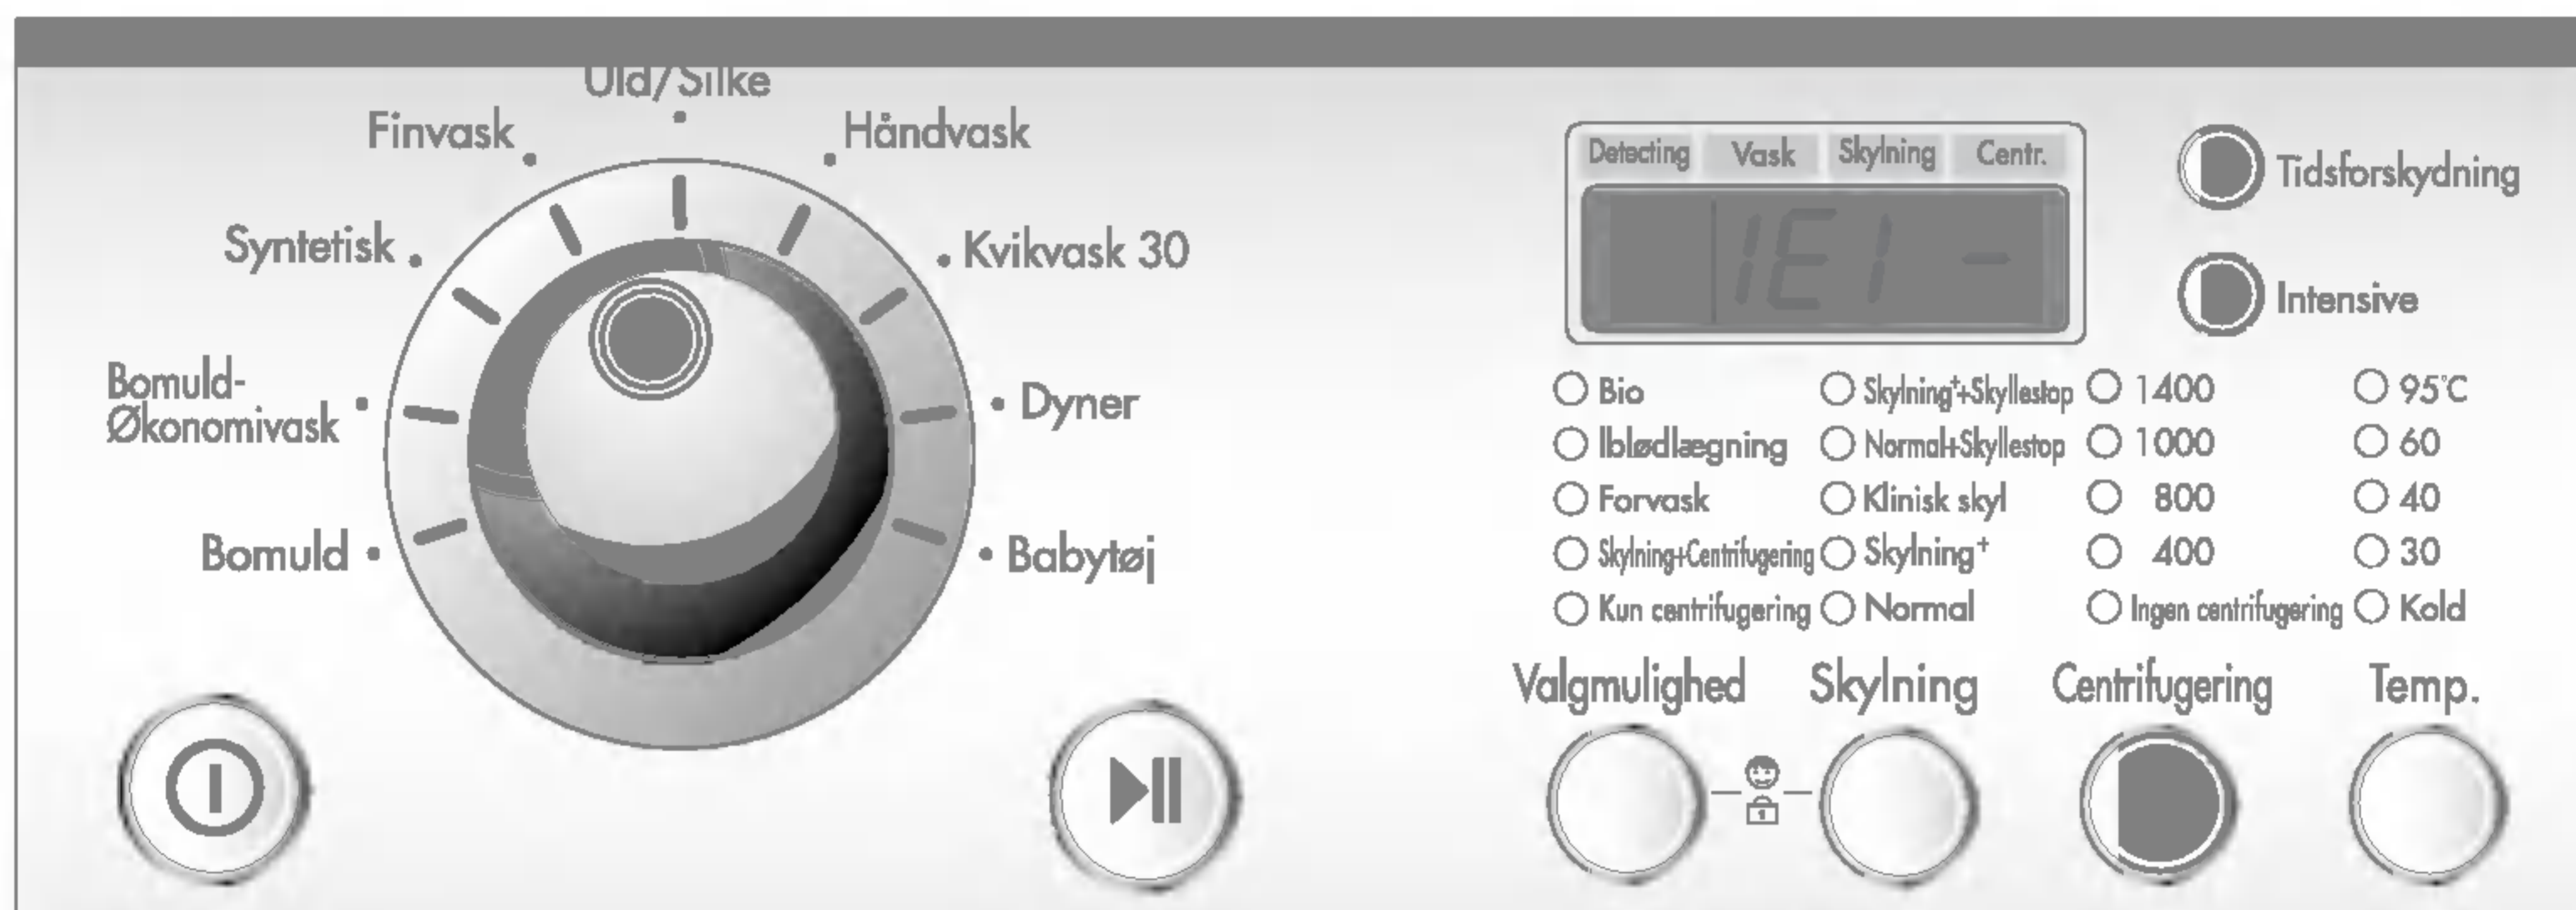 Uld/Silke
Finvask
Håndvask
Syntetisk
Kvikvask 30
Bomuld-
Økonomivask
Dyner
Bomuld
Babytøj
Detecting Vask Skylning Centr.
1E1 -
Tidsforskydning
Intensive
Bio Skylning⁺+Skyllestop 1400 95°C
Iblødlægning Normal+Skyllestop 1000 60
Forvask Klinisk skyl 800 40
Skylning+Centrifugering Skylning⁺ 400 30
Kun centrifugering Normal Ingen centrifugering Kold
Valgmulighed Skylning Centrifugering Temp.